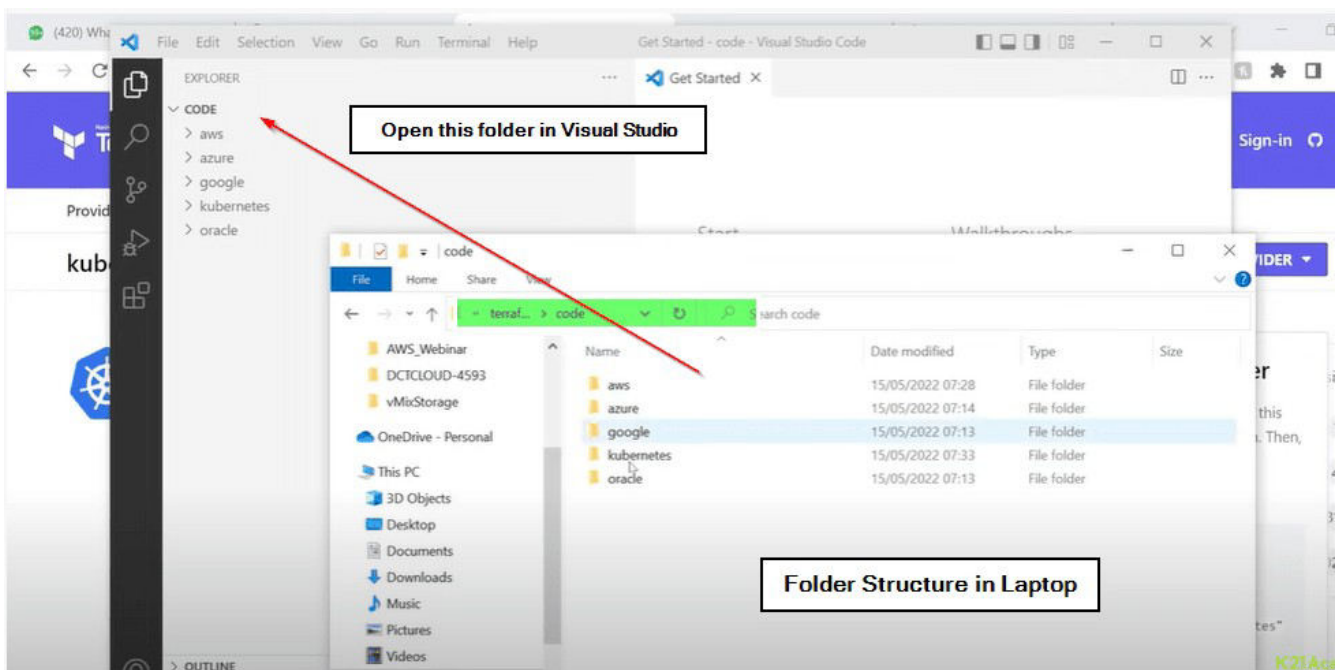 (420) Wha
File Edit Selection View Go Run Terminal Help
Get Started - code - Visual Studio Code
EXPLORER
Get Started
CODE
aws
azure
google
kubernetes
oracle
Open this folder in Visual Studio
Sign-in
Provid
kub
Start
Walkthroughs
code
File Home Share View
terraf... > code
Search code
IDER
AWS_Webinar
DCTCLOUD-4593
vMixStorage
OneDrive - Personal
This PC
3D Objects
Desktop
Documents
Downloads
Music
Pictures
Videos
Name Date modified Type Size
aws 15/05/2022 07:28 File folder
azure 15/05/2022 07:14 File folder
google 15/05/2022 07:13 File folder
kubernetes 15/05/2022 07:33 File folder
oracle 15/05/2022 07:13 File folder
er
this
. Then,
Folder Structure in Laptop
tes"
OUTLINE